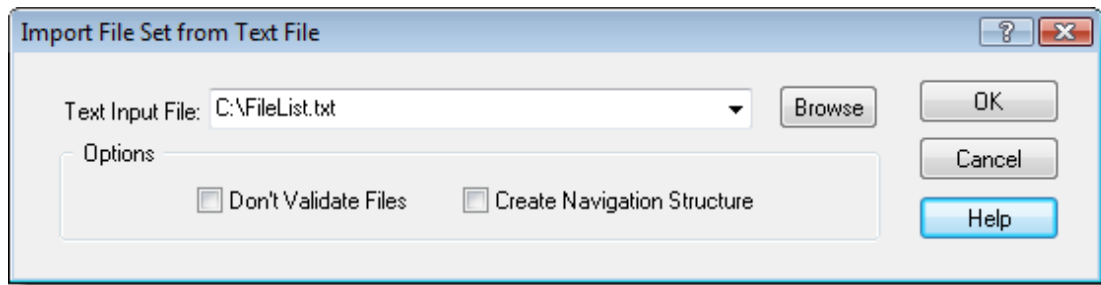 Import File Set from Text File
Text Input File: C:\FileList.txt Browse OK
Options Cancel
Don't Validate Files Create Navigation Structure
Help